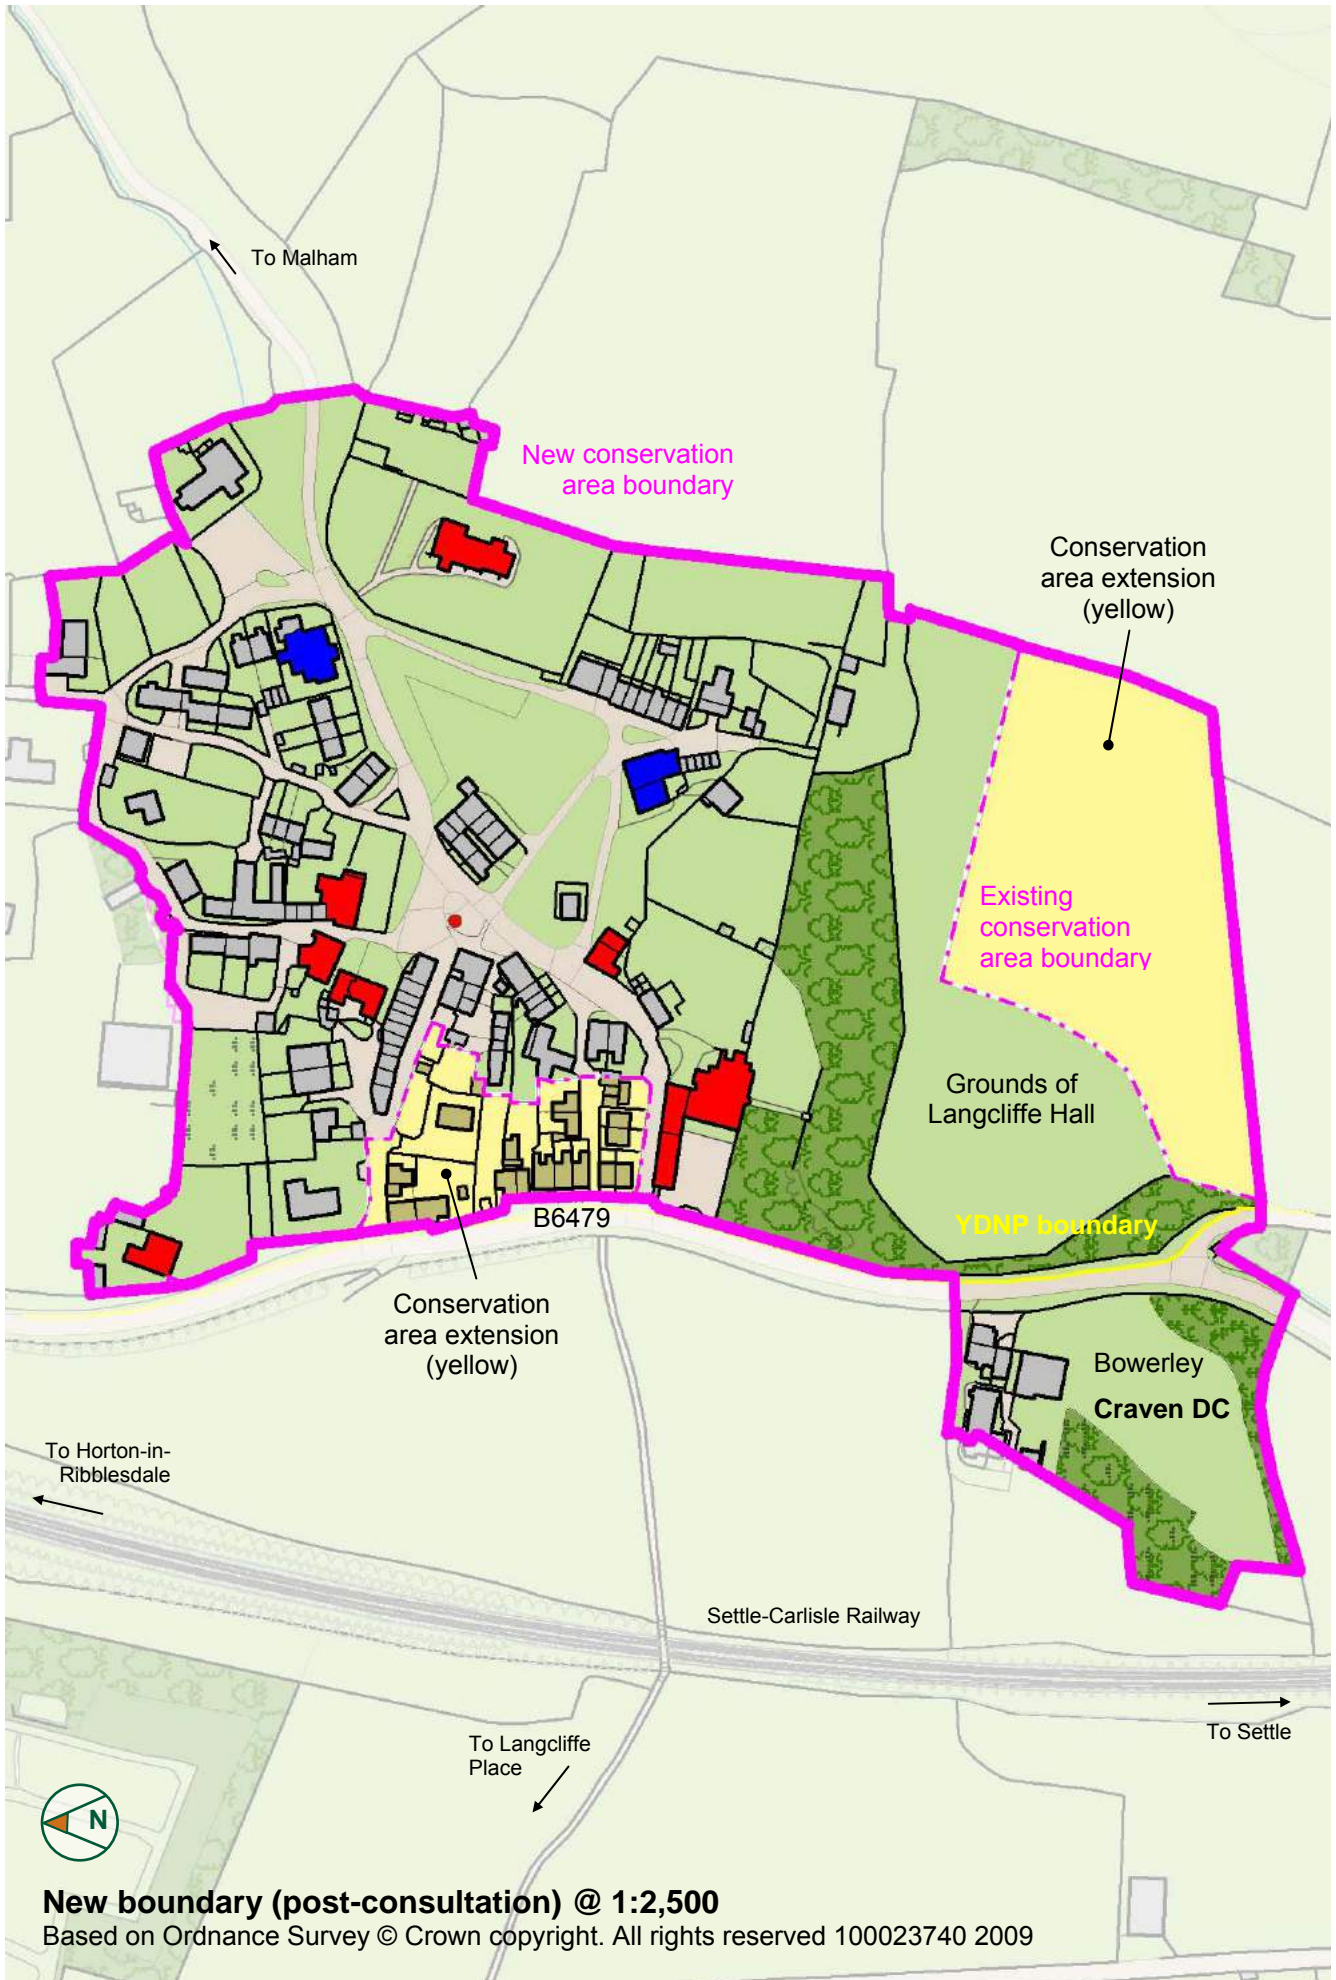 To Malham
New conservation
area boundary
Conservation
area extension
(yellow)
Existing
conservation
area boundary
Grounds of
Langcliffe Hall
YDNP boundary
B6479
Conservation
area extension
(yellow)
Bowerley
Craven DC
To Horton-in-
Ribblesdale
Settle-Carlisle Railway
To Settle
To Langcliffe
Place
N
New boundary (post-consultation) @ 1:2,500
Based on Ordnance Survey © Crown copyright. All rights reserved 100023740 2009